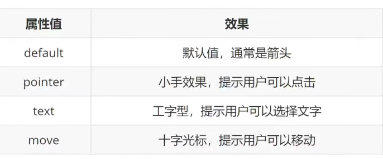 属性值 效果
default 默认值，通常是箭头
pointer 小手效果，提示用户可以点击
text 工字型，提示用户可以选择文字
move 十字光标，提示用户可以移动